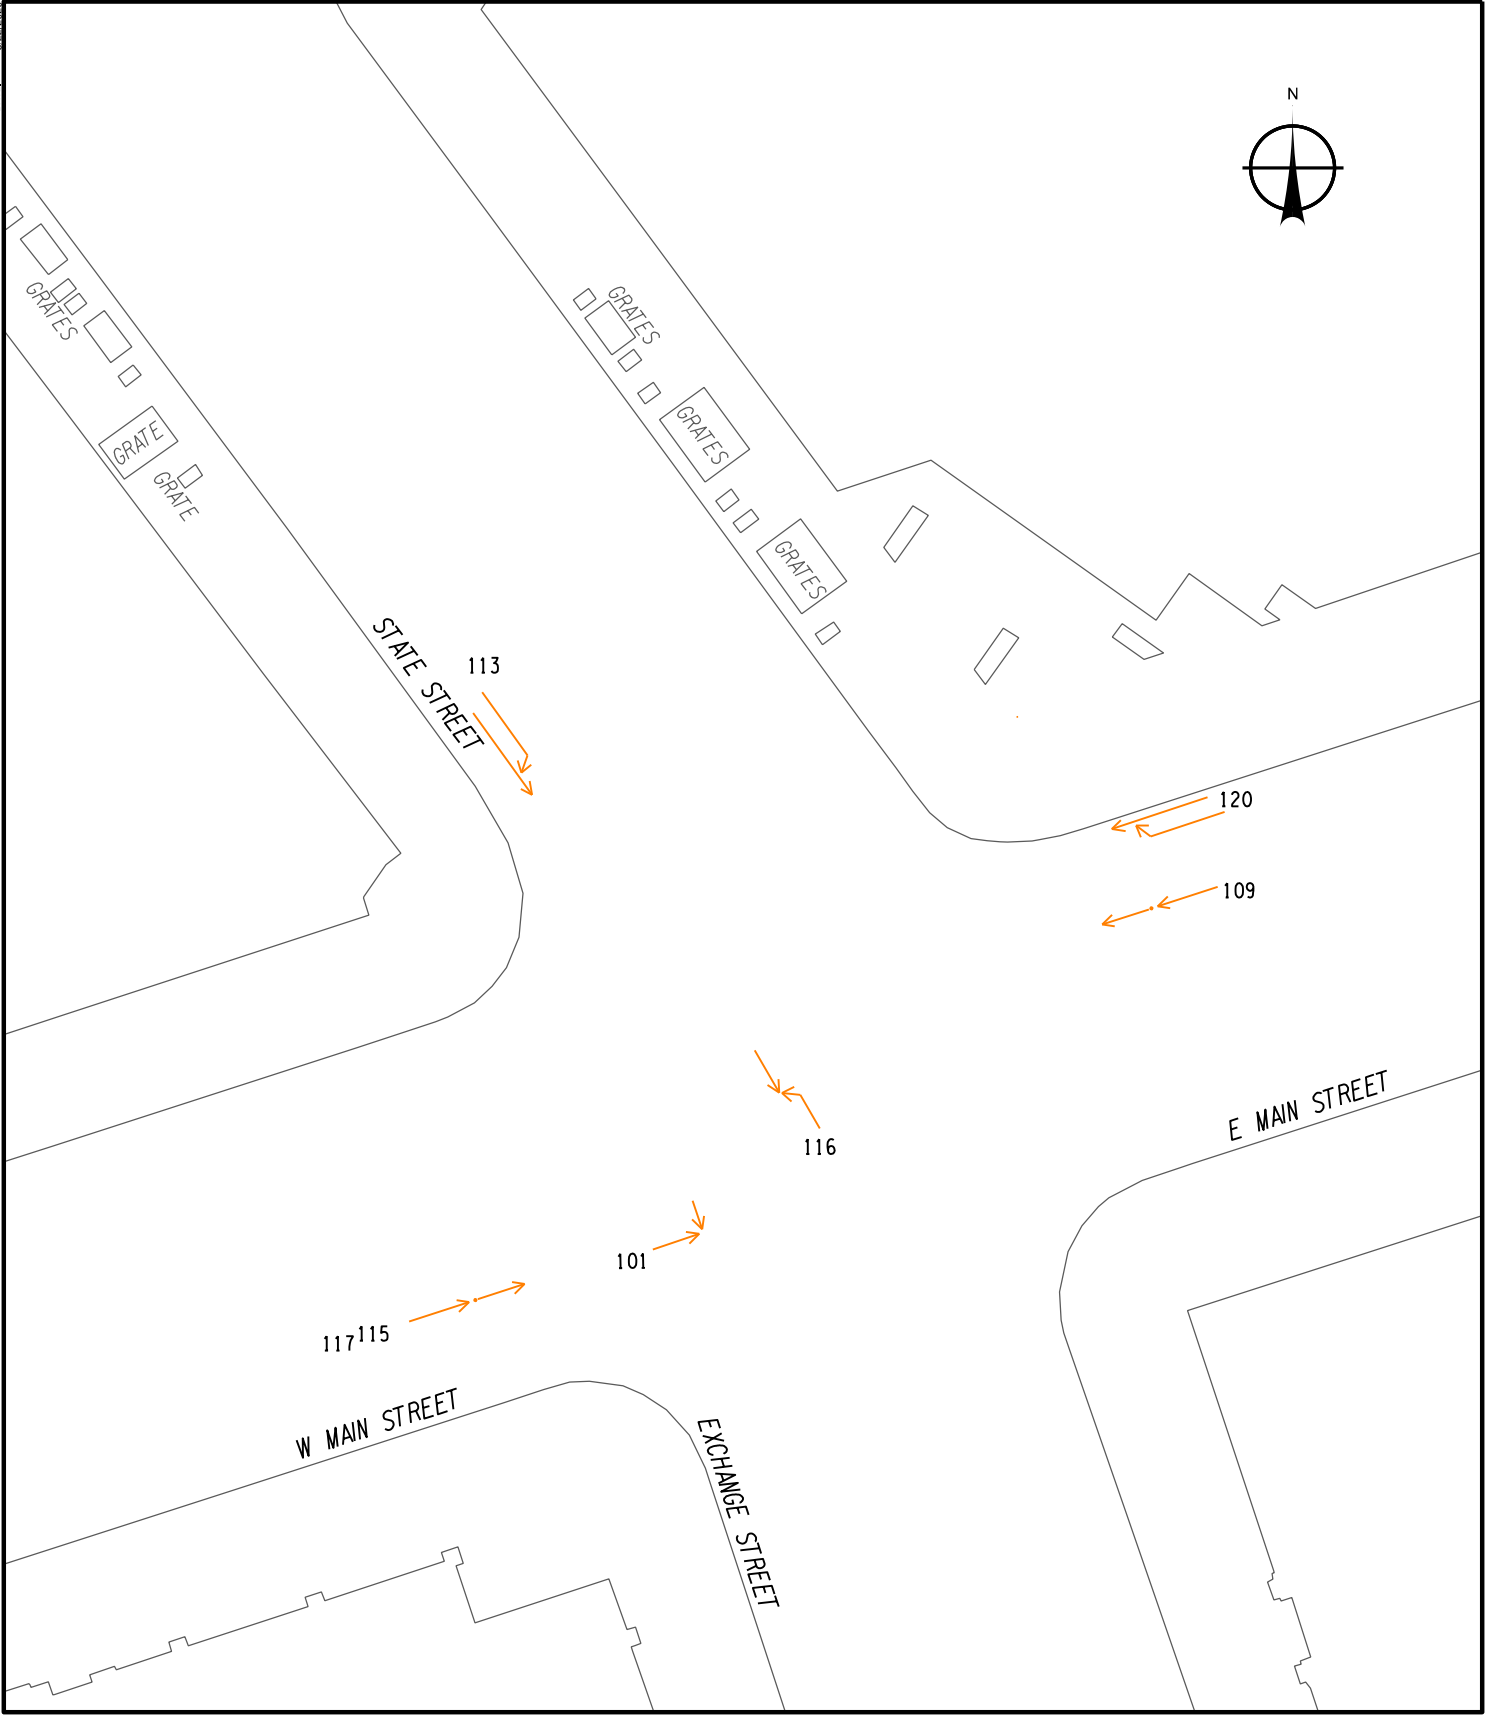 N
GRATES
GRATES
GRATES
GRATE
GRATE
GRATES
STATE STREET
113
120
109
E MAIN STREET
116
101
117
115
W MAIN STREET
EXCHANGE STREET